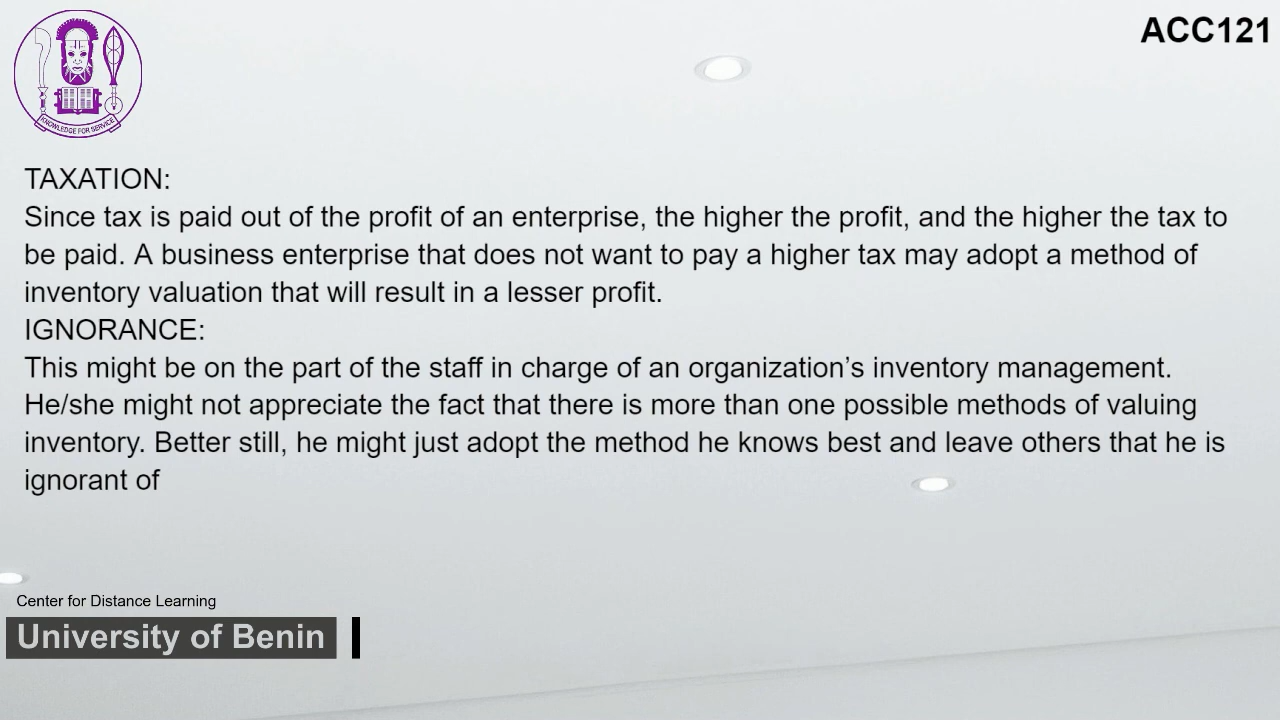 ACC121
KNOWLEDGE FOR SERVICE
TAXATION:
Since tax is paid out of the profit of an enterprise, the higher the profit, and the higher the tax to
be paid. A business enterprise that does not want to pay a higher tax may adopt a method of
inventory valuation that will result in a lesser profit.
IGNORANCE:
This might be on the part of the staff in charge of an organization’s inventory management.
He/she might not appreciate the fact that there is more than one possible methods of valuing
inventory. Better still, he might just adopt the method he knows best and leave others that he is
ignorant of
Center for Distance Learning
University of Benin